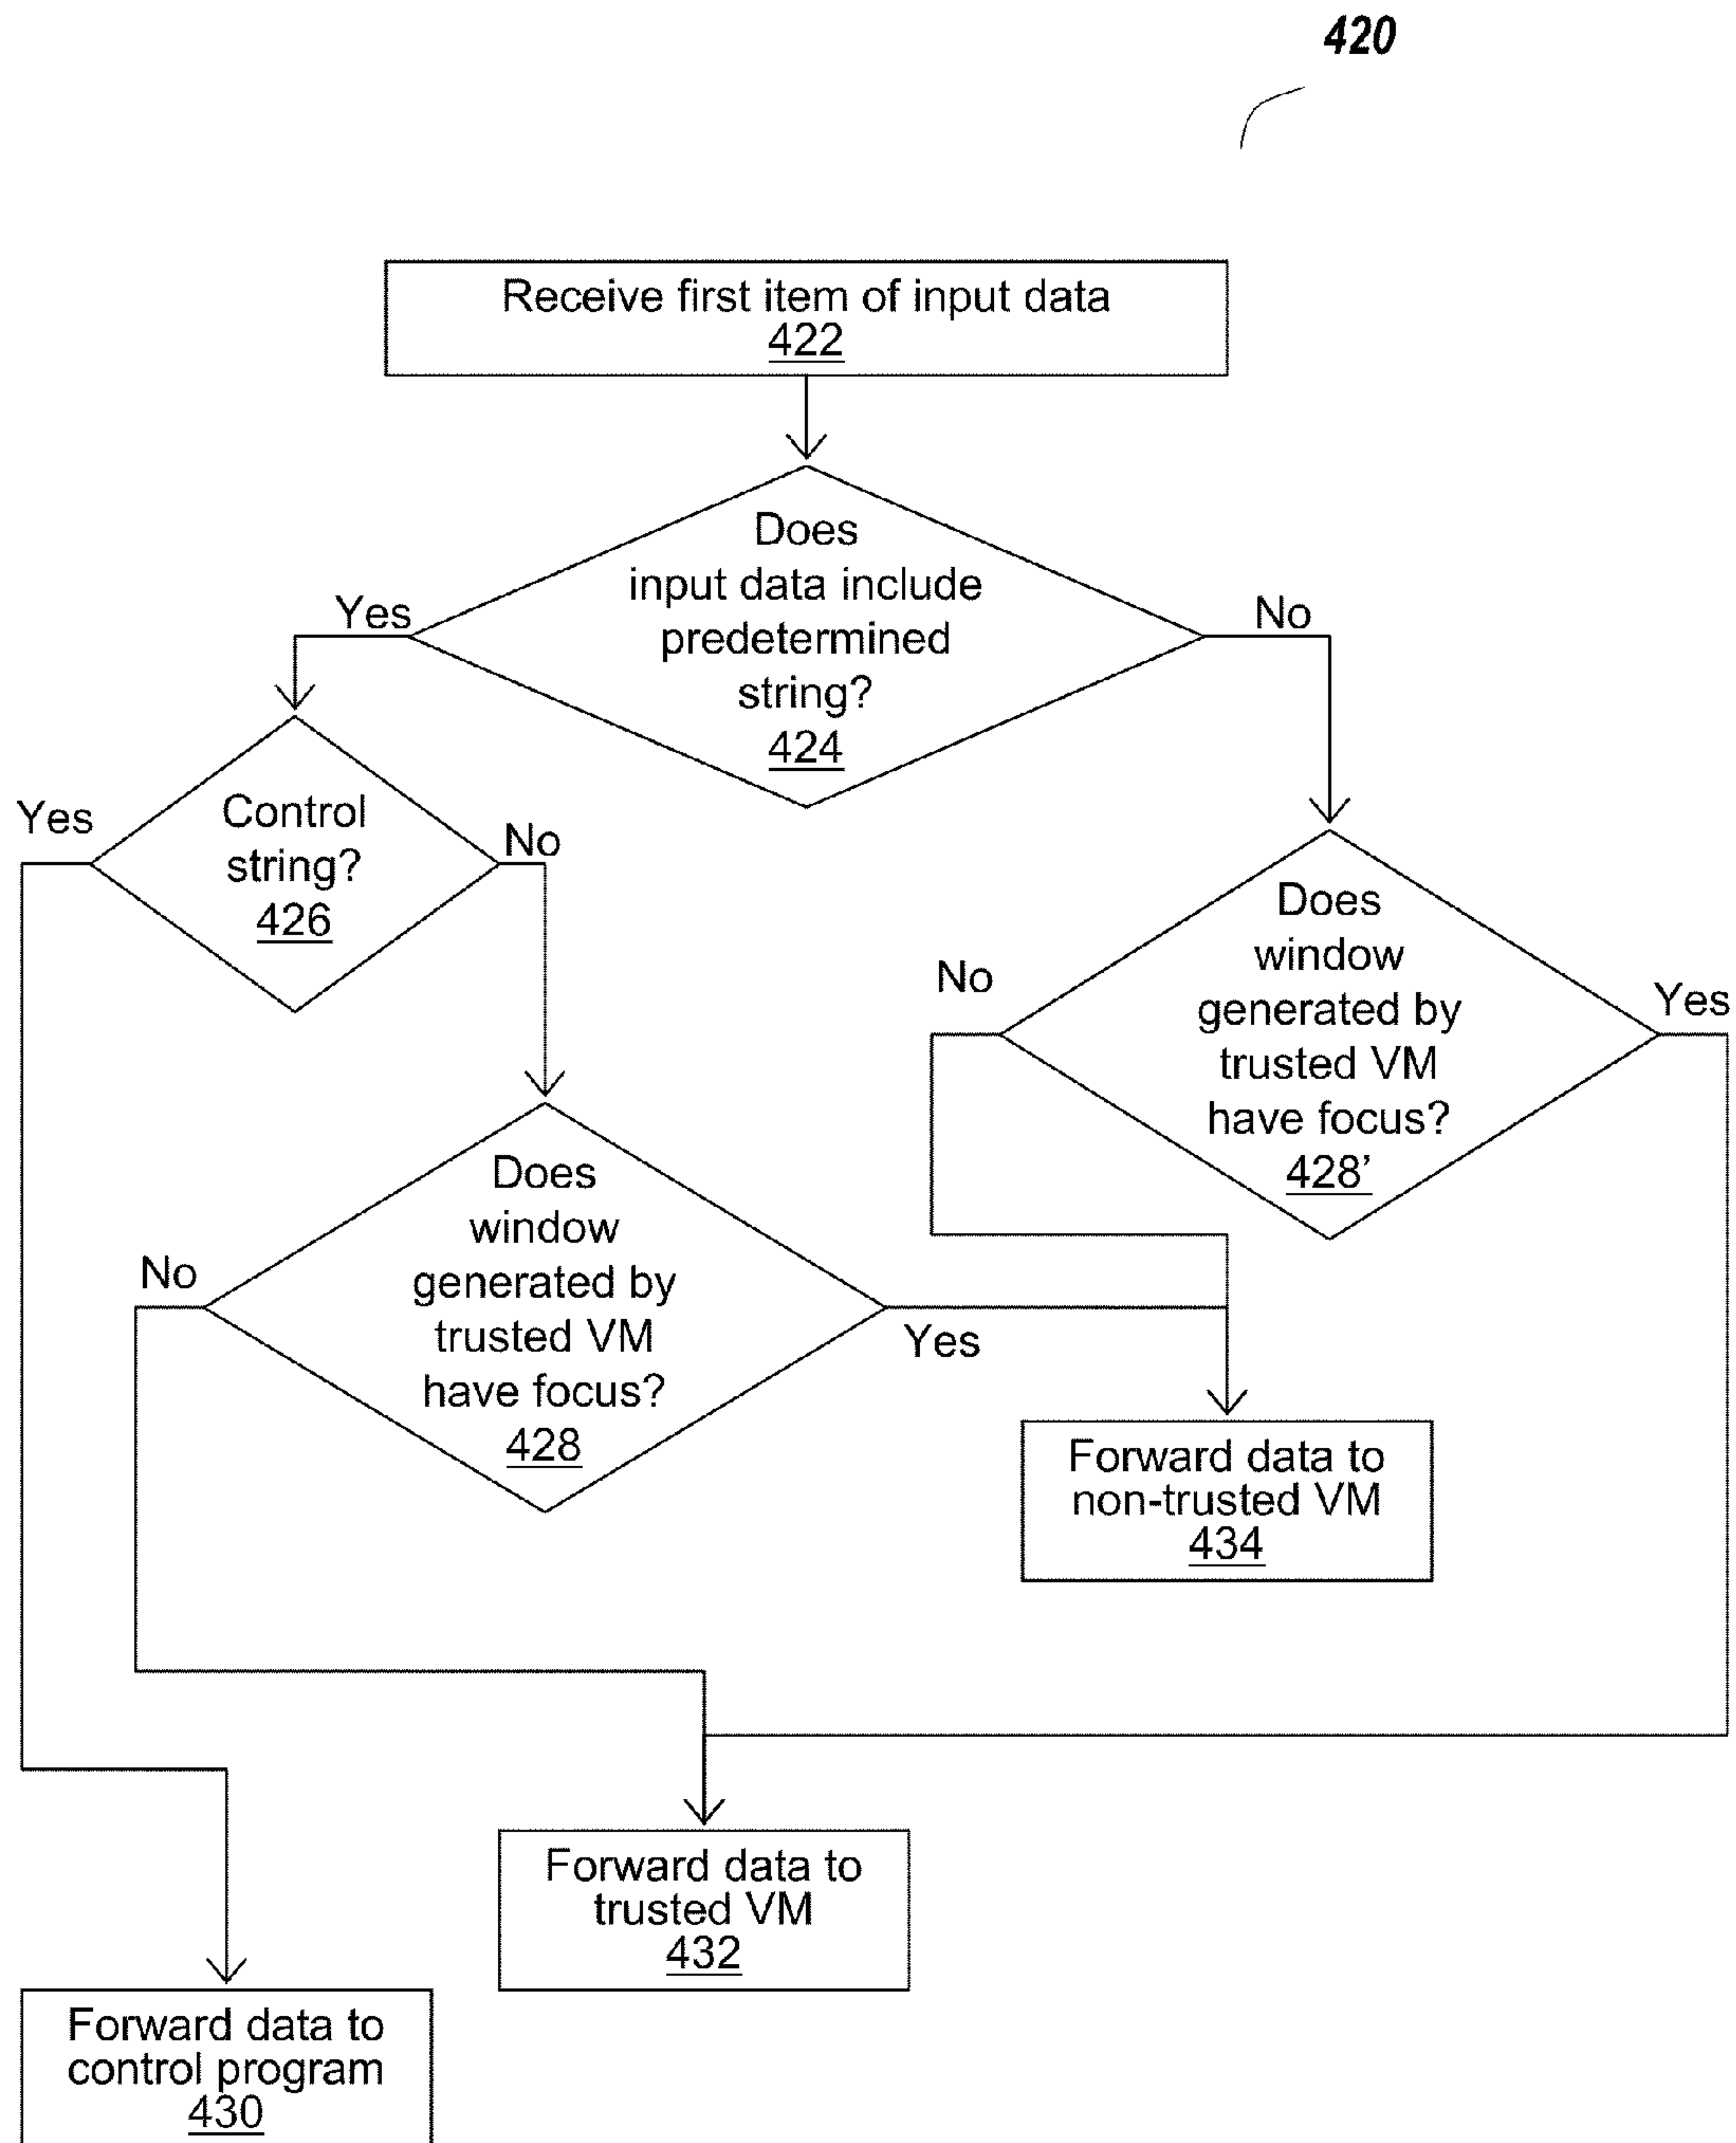 420
Receive first item of input data
422
Does
input data include
predetermined
string?
424
Yes
No
Control
string?
426
Yes
No
Does
window
generated by
trusted VM
have focus?
428’
No
Yes
Does
window
generated by
trusted VM
have focus?
428
No
Yes
Forward data to
non-trusted VM
434
Forward data to
trusted VM
432
Forward data to
control program
430